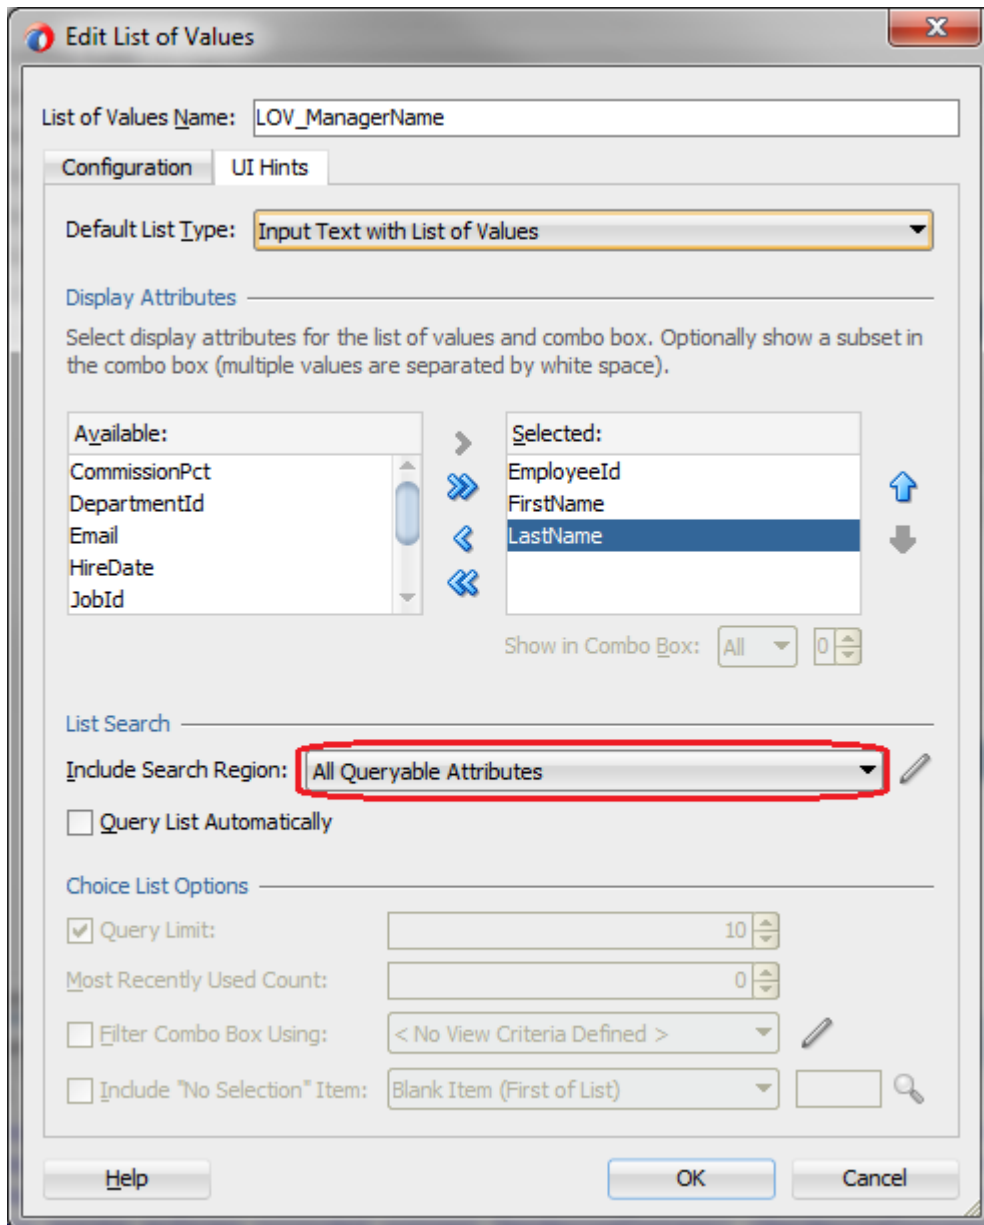 Edit List of Values
List of Values Name: LOV_ManagerName
Configuration UI Hints
Default List Type: Input Text with List of Values
Display Attributes
Select display attributes for the list of values and combo box. Optionally show a subset in
the combo box (multiple values are separated by white space).
Available:
CommissionPct
DepartmentId
Email
HireDate
JobId
Selected:
EmployeeId
FirstName
LastName
Show in Combo Box: All 0
List Search
Include Search Region: All Queryable Attributes
Query List Automatically
Choice List Options
Query Limit: 10
Most Recently Used Count: 0
Filter Combo Box Using: < No View Criteria Defined >
Include "No Selection" Item: Blank Item (First of List)
Help OK Cancel